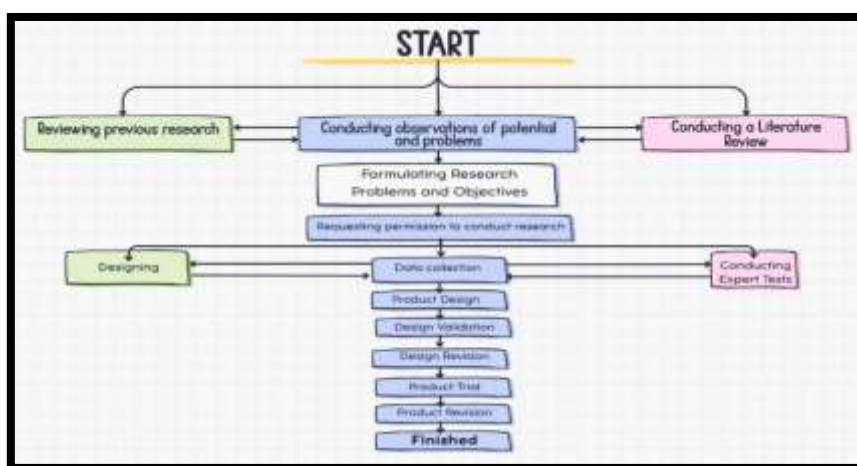 START
Reviewing previous research
Conducting observations of potential
and problems
Conducting a Literature
Review
Formulating Research
Problems and Objectives
Requesting permission to conduct research
Designing
Data collection
Conducting
Expert Tests
Product Design
Design Validation
Design Revision
Product Trial
Product Revision
Finished